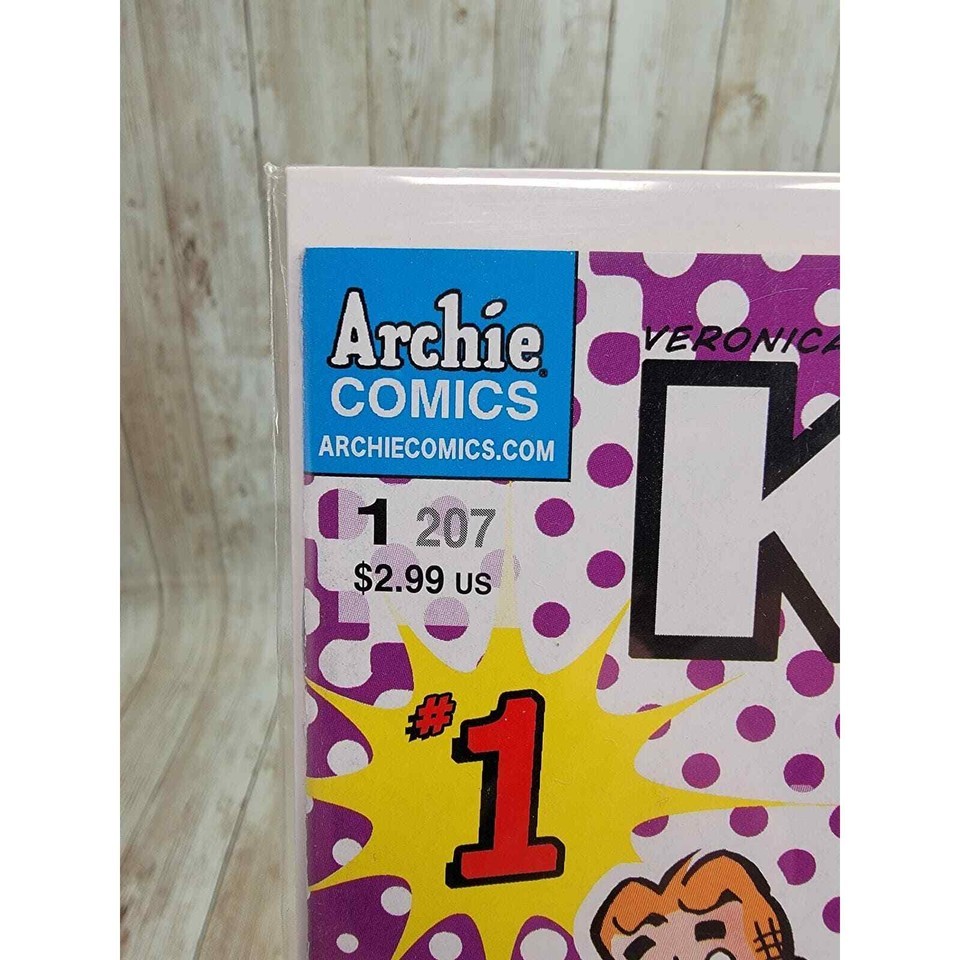 Archie
COMICS
ARCHIECOMICS.COM
VERONICA
K
1 207
$2.99 US
#1